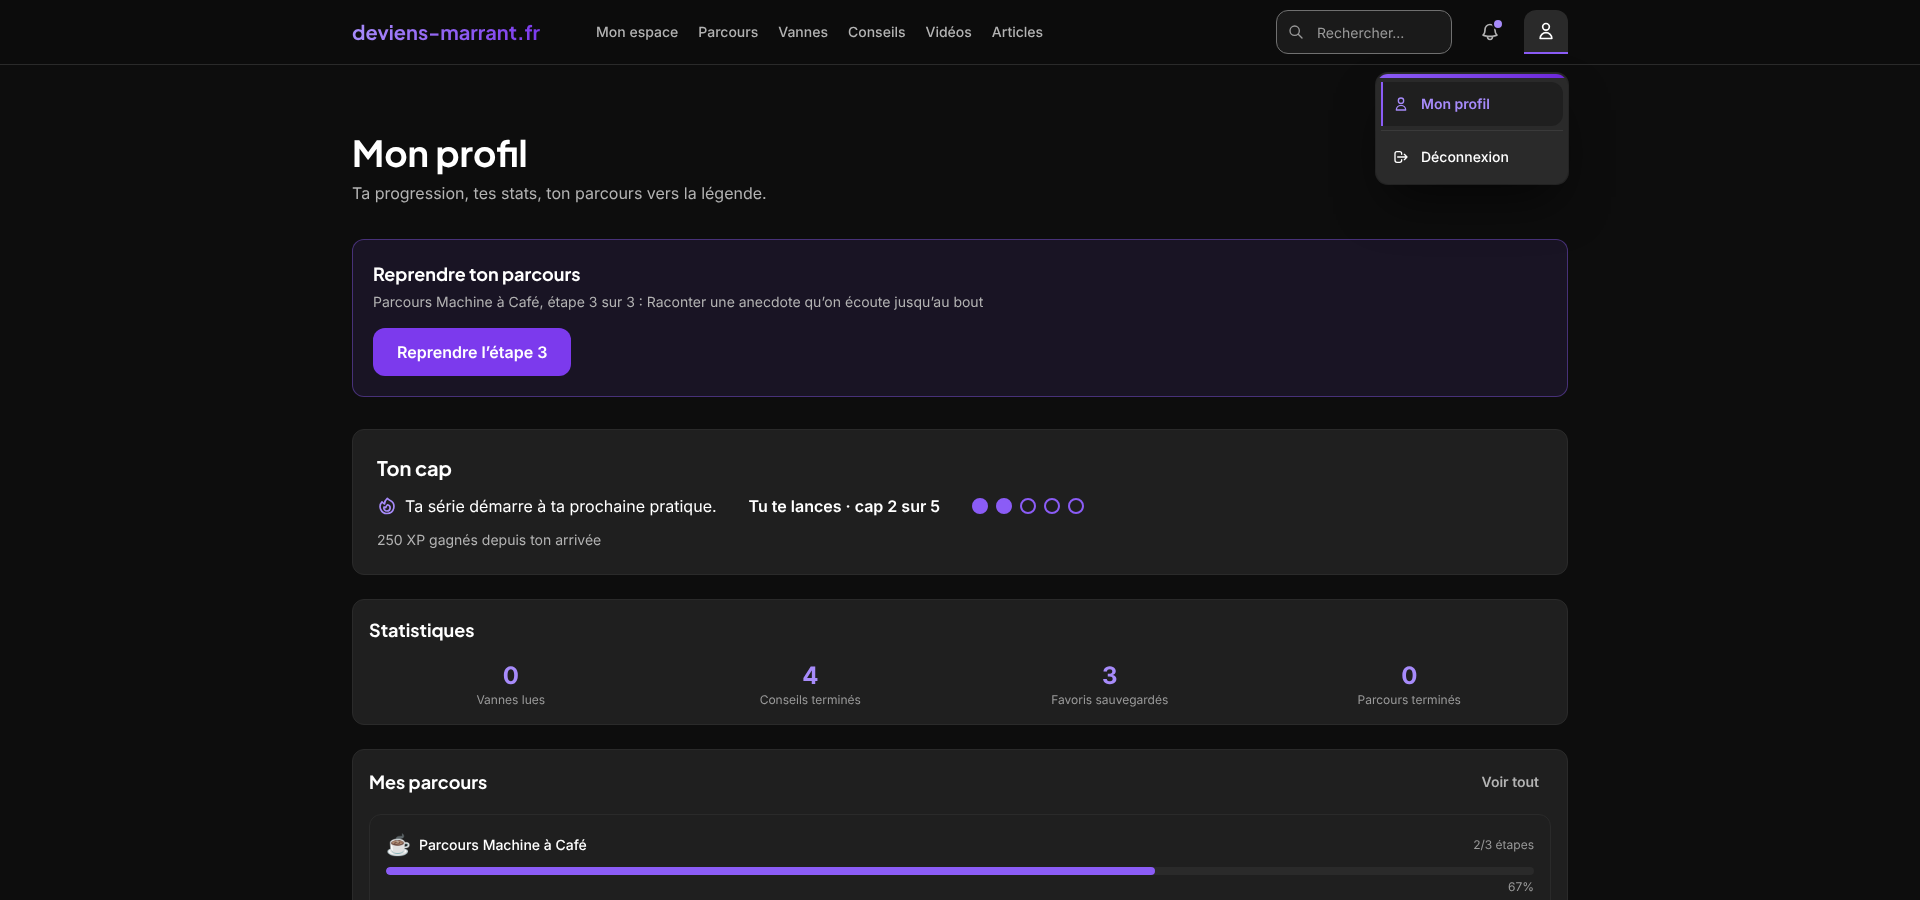 deviens-marrant.fr
Mon espace
Parcours
Vannes
Conseils
Vidéos
Articles
Rechercher...
Mon profil
Déconnexion
Mon profil
Ta progression, tes stats, ton parcours vers la légende.
Reprendre ton parcours
Parcours Machine à Café, étape 3 sur 3 : Raconter une anecdote qu’on écoute jusqu’au bout
Reprendre l’étape 3
Ton cap
Ta série démarre à ta prochaine pratique.
Tu te lances · cap 2 sur 5
250 XP gagnés depuis ton arrivée
Statistiques
0
Vannes lues
4
Conseils terminés
3
Favoris sauvegardés
0
Parcours terminés
Mes parcours
Voir tout
Parcours Machine à Café
2/3 étapes
67%